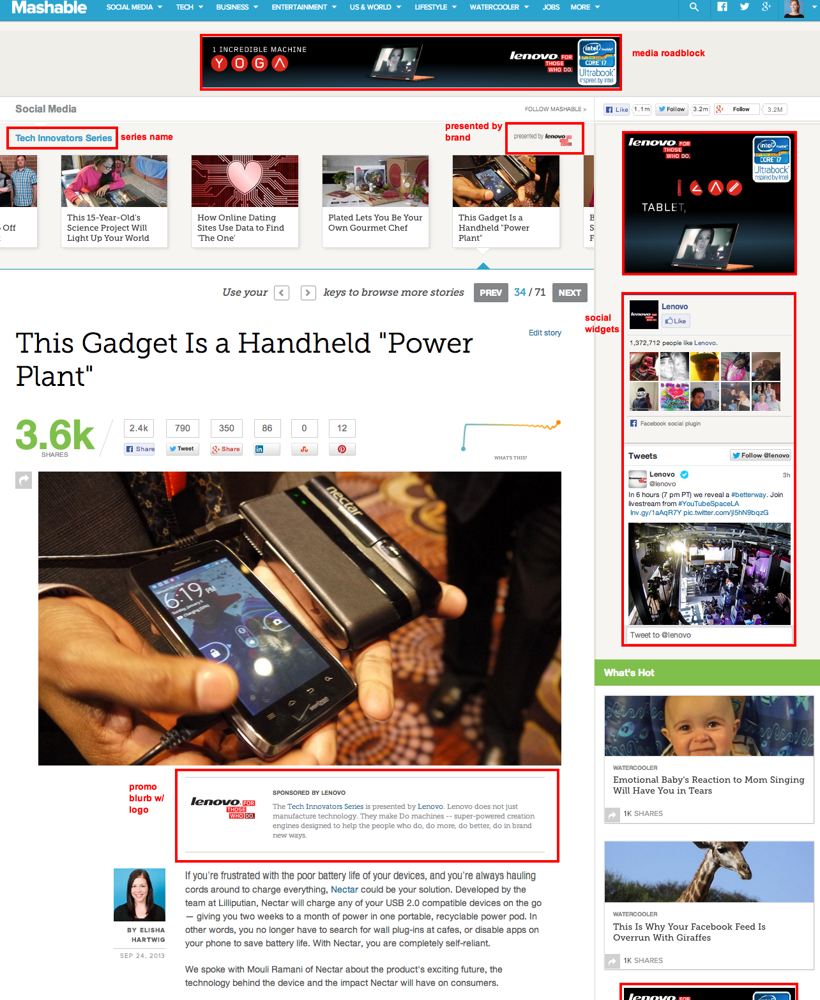 Mashable
SOCIAL MEDIA TECH BUSINESS ENTERTAINMENT US & WORLD LIFESTYLE WATERCOOLER JOBS MORE
1 INCREDIBLE MACHINE
YOGA
lenovo FOR THOSE WHO DO.
intel inside
CORE i7
Ultrabook
Inspired by Intel
media roadblock
Social Media
FOLLOW MASHABLE >
Like 1.1m Follow 3.2m Follow 3.2M
Tech Innovators Series
series name
presented by
brand
presented by lenovo FOR THOSE WHO DO.
Off
This 15-Year-Old's
Science Project Will
Light Up Your World
How Online Dating
Sites Use Data to Find
'The One'
Plated Lets You Be Your
Own Gourmet Chef
This Gadget Is a
Handheld "Power
Plant"
B
S
F
lenovo FOR THOSE WHO DO.
intel inside
CORE i7
Ultrabook
Inspired by Intel
TABLET,
Use your < > keys to browse more stories PREV 34 / 71 NEXT
This Gadget Is a Handheld "Power
Plant"
Edit story
3.6k
SHARES
2.4k 790 350 86 0 12
Share Tweet Share
WHAT'S THIS?
social
widgets
Lenovo
Like
1,372,712 people like Lenovo.
Facebook social plugin
Tweets
Follow @lenovo
Lenovo
3h
@lenovo
In 6 hours (7 pm PT) we reveal a #betterway. Join
livestream from #YouTubeSpaceLA
lnv.gy/1aAqR7Y pic.twitter.com/jl5hN9bqzG
Tweet to @lenovo
nectar
MOTOROLA
6:19 PM
verizon
promo
blurb w/
logo
lenovo FOR THOSE WHO DO.
SPONSORED BY LENOVO
The Tech Innovators Series is presented by Lenovo. Lenovo does not just
manufacture technology. They make Do machines -- super-powered creation
engines designed to help the people who do, do more, do better, do in brand
new ways.
BY ELISHA
HARTWIG
SEP 24, 2013
If you're frustrated with the poor battery life of your devices, and you're always hauling
cords around to charge everything, Nectar could be your solution. Developed by the
team at Lilliputian, Nectar will charge any of your USB 2.0 compatible devices on the go
— giving you two weeks to a month of power in one portable, recyclable power pod. In
other words, you no longer have to search for wall plug-ins at cafes, or disable apps on
your phone to save battery life. With Nectar, you are completely self-reliant.
We spoke with Mouli Ramani of Nectar about the product's exciting future, the
technology behind the device and the impact Nectar will have on consumers.
What's Hot
WATERCOOLER
Emotional Baby's Reaction to Mom Singing
Will Have You in Tears
1K SHARES
WATERCOOLER
This Is Why Your Facebook Feed Is
Overrun With Giraffes
1K SHARES
lenovo FOR
intel inside